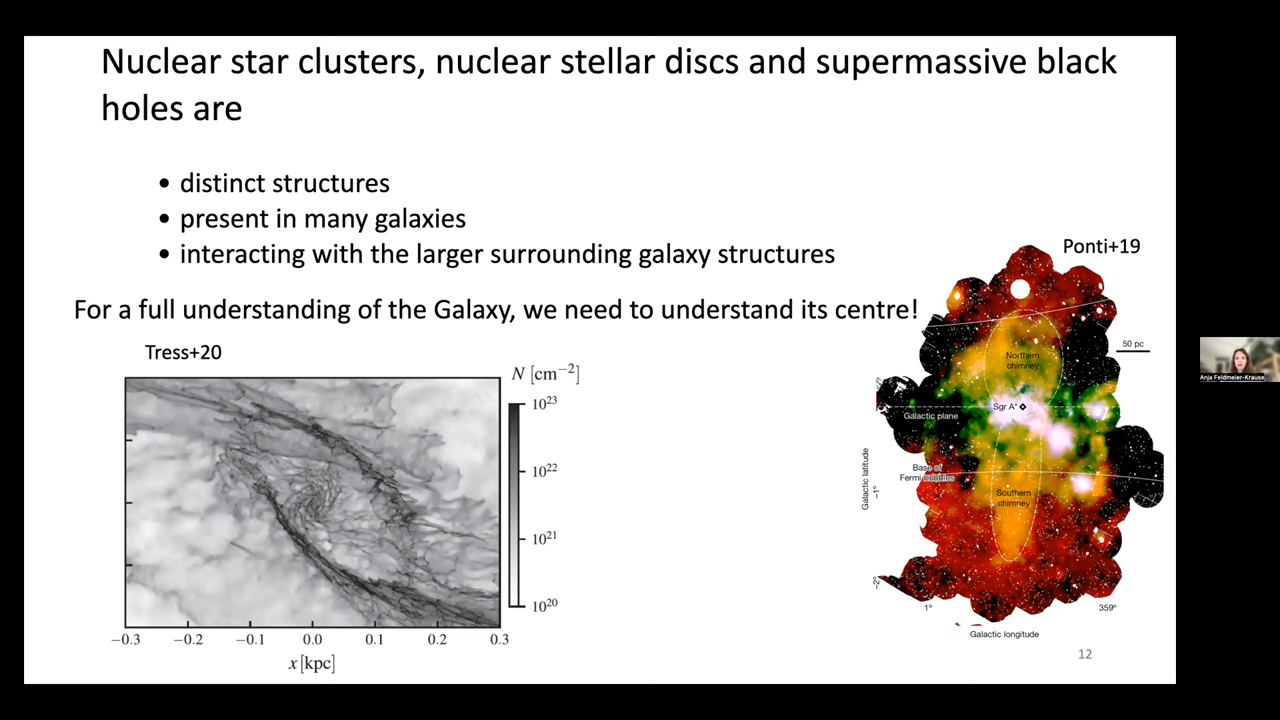 Nuclear star clusters, nuclear stellar discs and supermassive black
holes are
• distinct structures
• present in many galaxies
• interacting with the larger surrounding galaxy structures
For a full understanding of the Galaxy, we need to understand its centre!
Tress+20
N [cm⁻²]
10²³
10²²
10²¹
10²⁰
−0.3 −0.2 −0.1 0.0 0.1 0.2 0.3
x [kpc]
Ponti+19
50 pc
Northern
chimney
Sgr A*
Galactic plane
Base of
Fermi bubbles
Southern
chimney
Galactic latitude
−1°
−2°
1° 359°
Galactic longitude
12
Anja Feldmeier-Krause